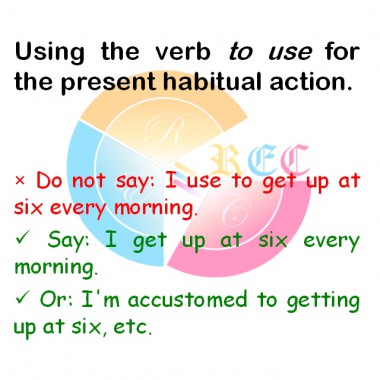 Using the verb to use for
the present habitual action.
REC
× Do not say: I use to get up at
six every morning.
✓ Say: I get up at six every
morning.
✓ Or: I'm accustomed to getting
up at six, etc.